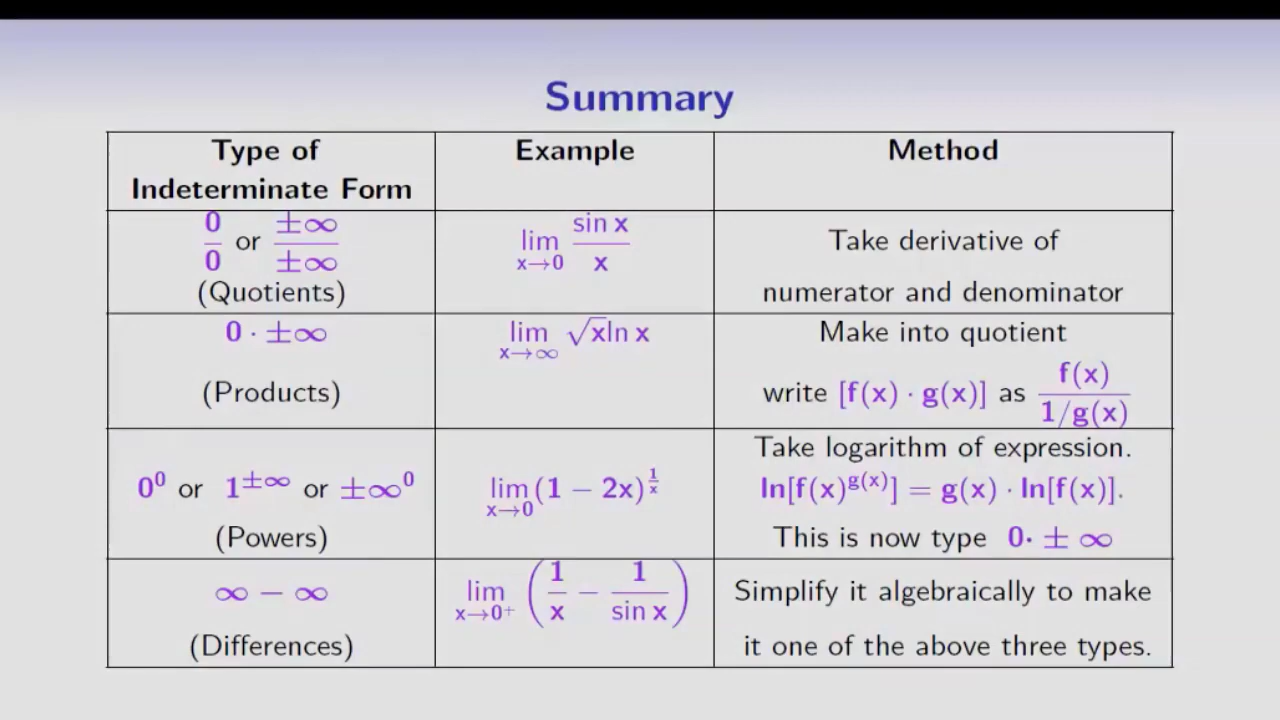 Summary
Type of Indeterminate Form | Example | Method
0/0 or ±∞/±∞ (Quotients) | lim x→0 sin x / x | Take derivative of numerator and denominator
0 · ±∞ (Products) | lim x→∞ √x ln x | Make into quotient write [f(x) · g(x)] as f(x) / 1/g(x)
0⁰ or 1^±∞ or ±∞⁰ (Powers) | lim x→0 (1 − 2x)^(1/x) | Take logarithm of expression. ln[f(x)^g(x)] = g(x) · ln[f(x)]. This is now type 0· ± ∞
∞ − ∞ (Differences) | lim x→0⁺ (1/x − 1/sin x) | Simplify it algebraically to make it one of the above three types.